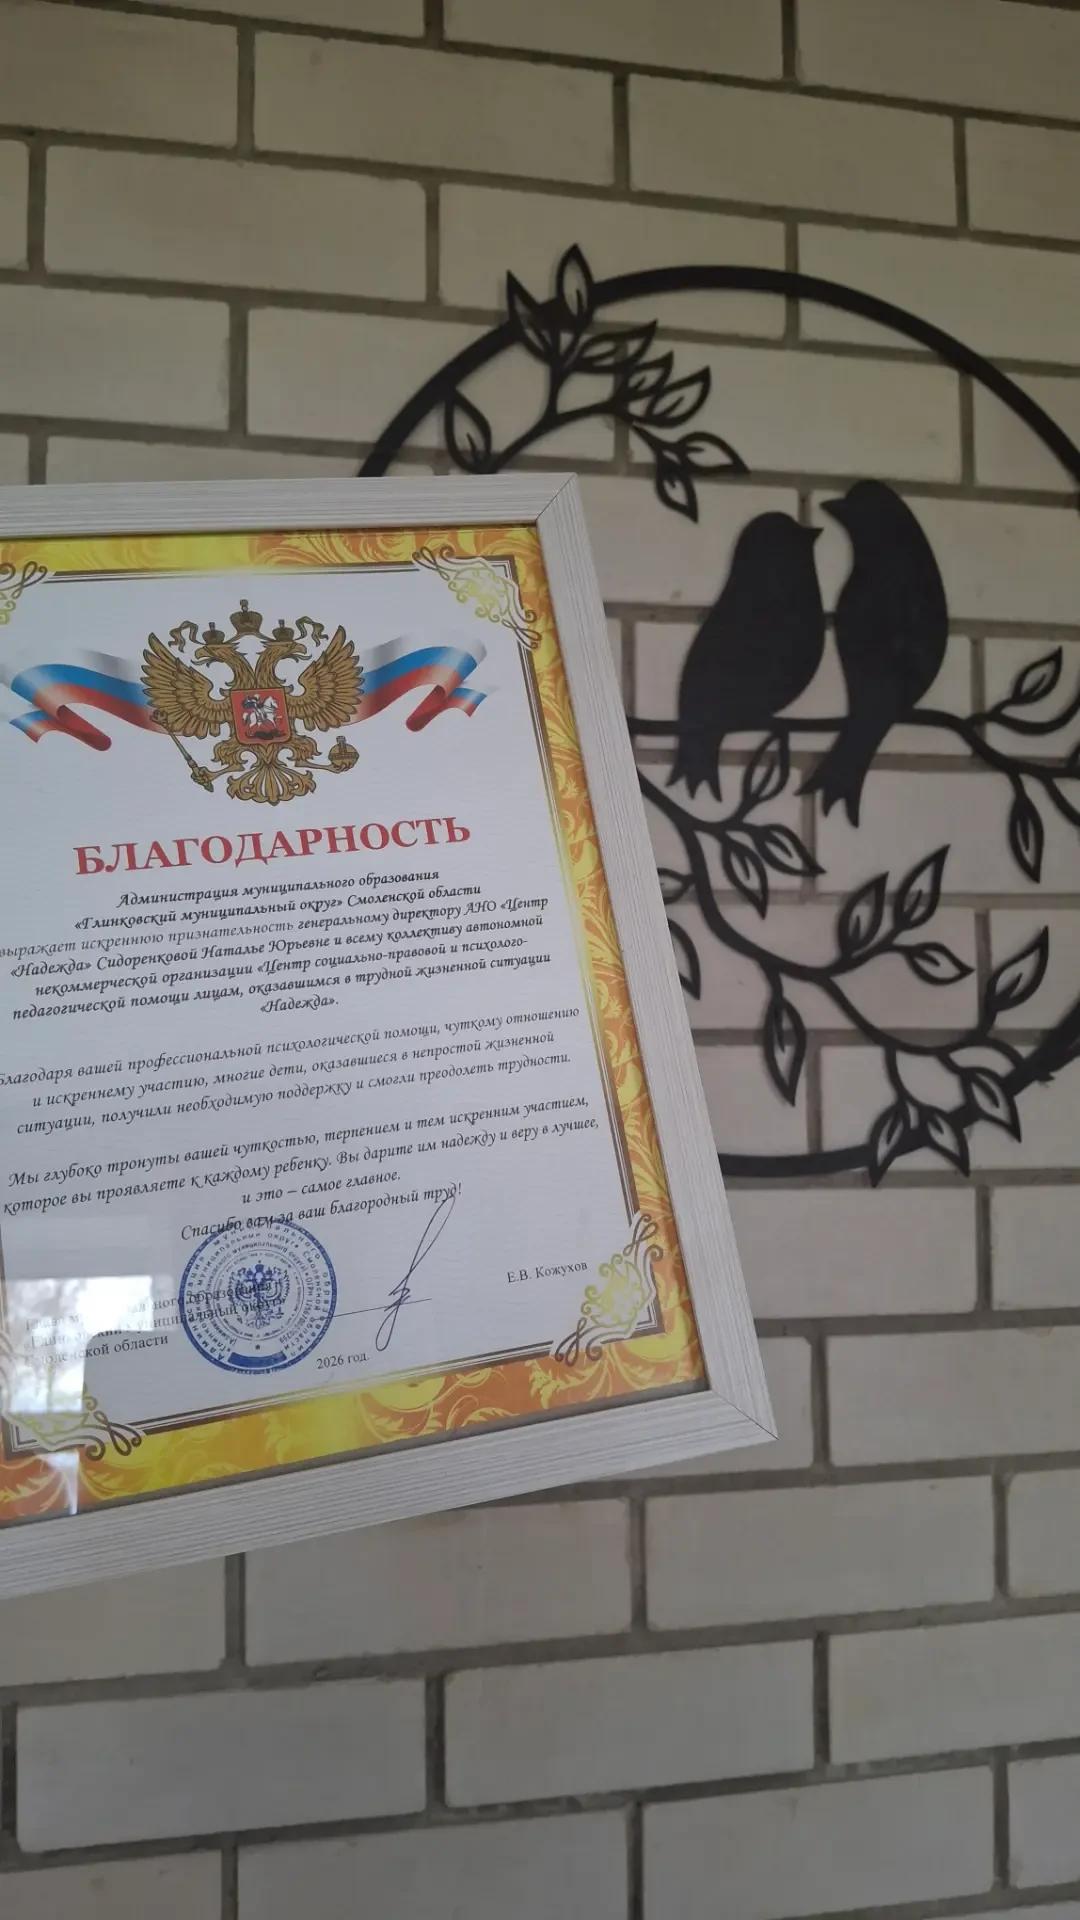 БЛАГОДАРНОСТЬ
Администрация муниципального образования
«Глинковский муниципальный округ» Смоленской области
выражает искреннюю признательность генеральному директору АНО «Центр
«Надежда» Сидоренковой Наталье Юрьевне и всему коллективу автономной
некоммерческой организации «Центр социально-правовой и психолого-
педагогической помощи лицам, оказавшимся в трудной жизненной ситуации
«Надежда».
Благодаря вашей профессиональной психологической помощи, чуткому отношению
и искреннему участию, многие дети, оказавшиеся в непростой жизненной
ситуации, получили необходимую поддержку и смогли преодолеть трудности.
Мы глубоко тронуты вашей чуткостью, терпением и тем искренним участием,
которое вы проявляете к каждому ребенку. Вы дарите им надежду и веру в лучшее,
и это – самое главное.
Спасибо вам за ваш благородный труд!
образования
муниципальный округ»
Смоленской области
Е.В. Кожухов
2026 год.